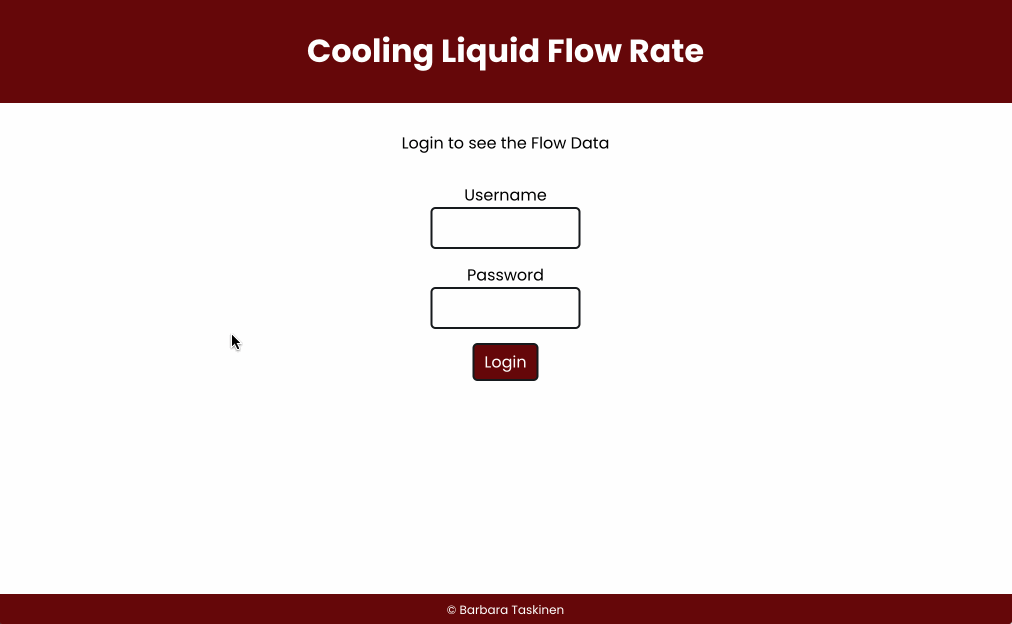 Cooling Liquid Flow Rate
Login to see the Flow Data
Username
Password
Login
© Barbara Taskinen